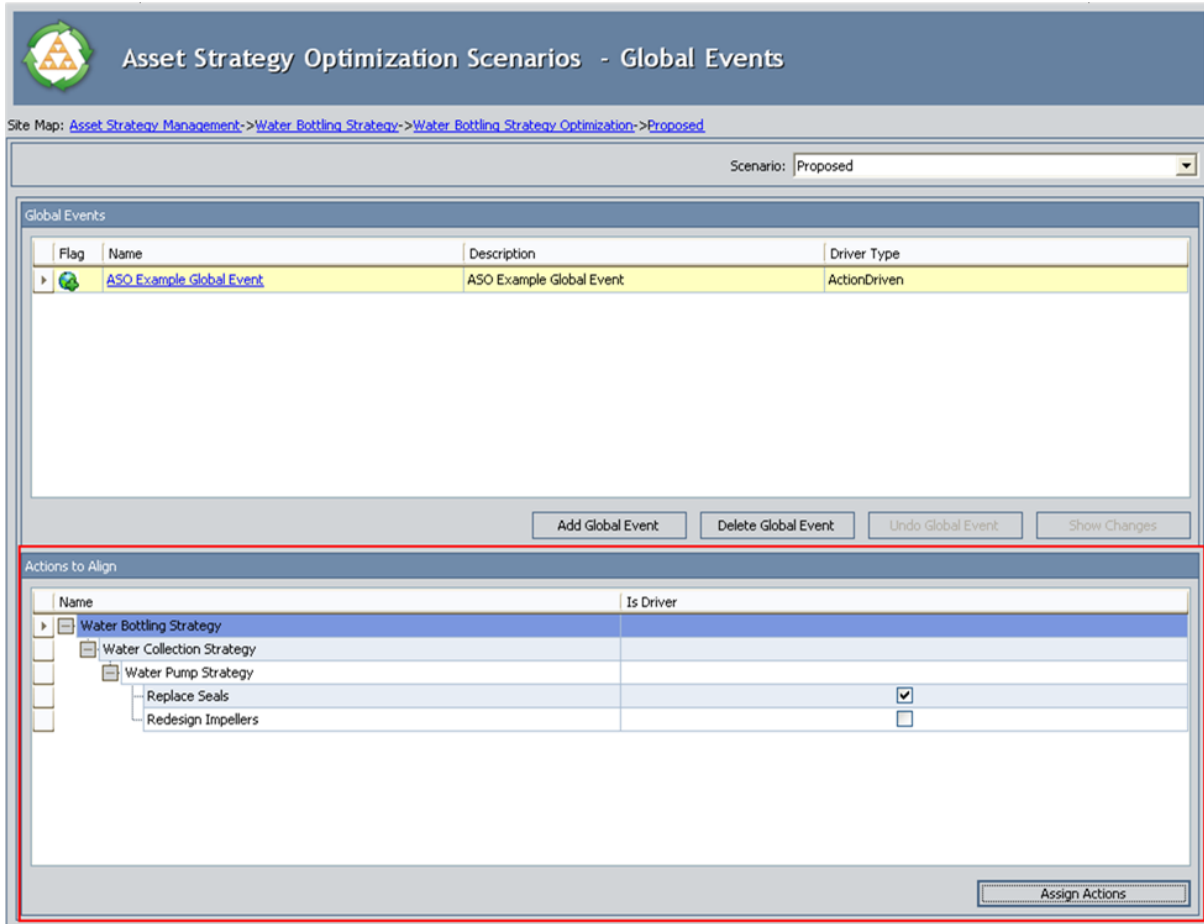 Asset Strategy Optimization Scenarios - Global Events
Site Map: Asset Strategy Management->Water Bottling Strategy->Water Bottling Strategy Optimization->Proposed
Scenario: Proposed
Global Events
Flag Name Description Driver Type
ASO Example Global Event ASO Example Global Event ActionDriven
Add Global Event Delete Global Event Undo Global Event Show Changes
Actions to Align
Name Is Driver
Water Bottling Strategy
Water Collection Strategy
Water Pump Strategy
Replace Seals
Redesign Impellers
Assign Actions